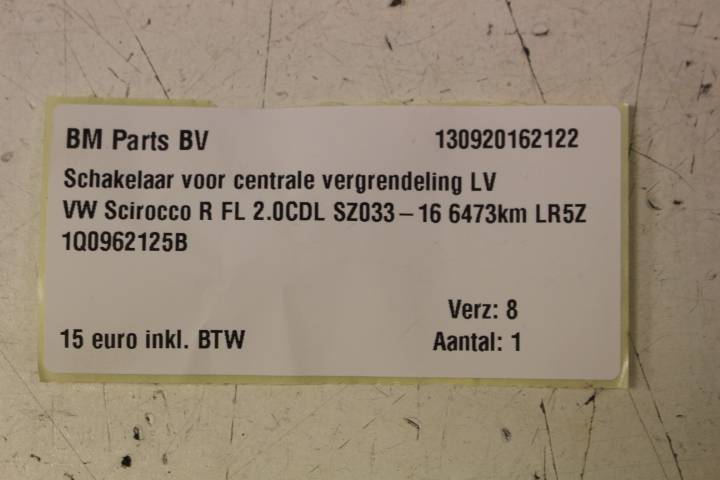 BM Parts BV 130920162122
Schakelaar voor centrale vergrendeling LV
VW Scirocco R FL 2.0CDL SZ033-16 6473km LR5Z
1Q0962125B
Verz: 8
15 euro inkl. BTW Aantal: 1